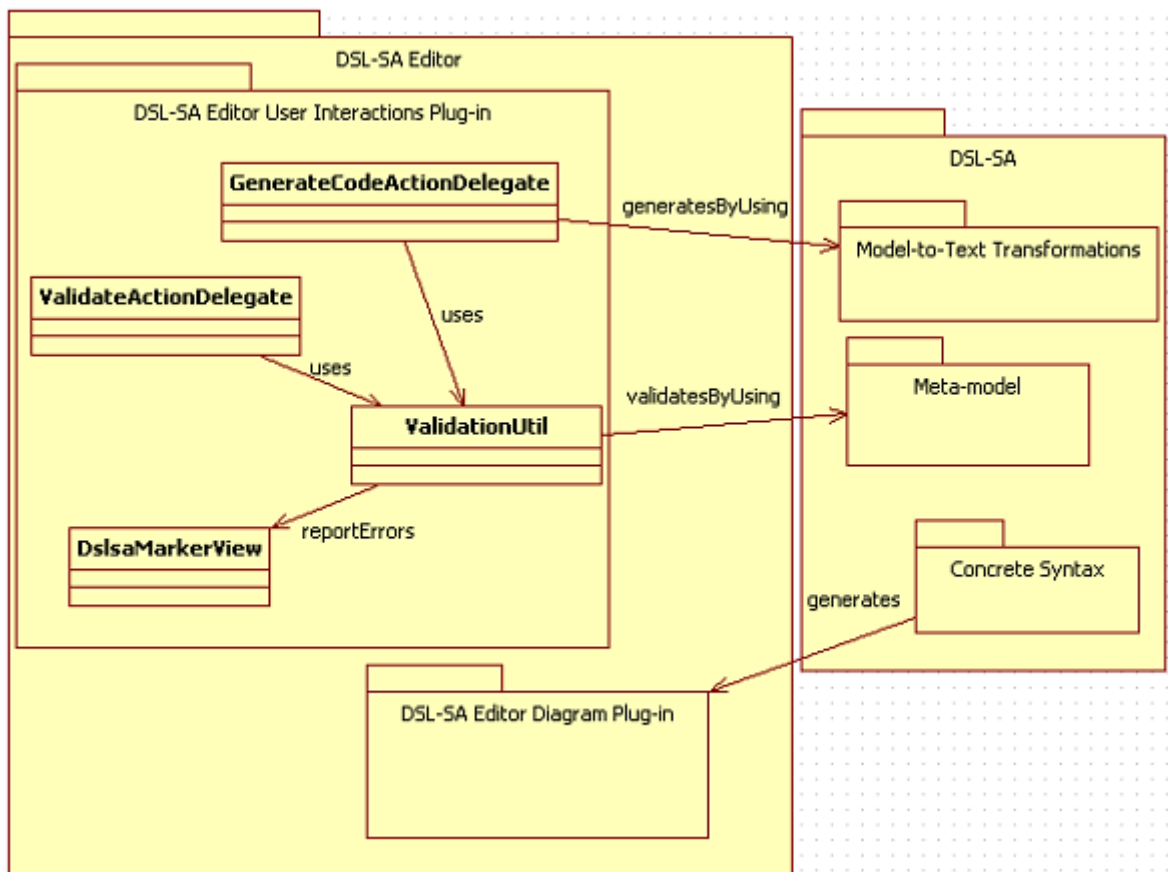 DSL-SA Editor
DSL-SA Editor User Interactions Plug-in
DSL-SA
GenerateCodeActionDelegate
generatesByUsing
Model-to-Text Transformations
ValidateActionDelegate
uses
uses
Meta-model
validatesByUsing
ValidationUtil
reportErrors
DslsaMarkerView
Concrete Syntax
generates
DSL-SA Editor Diagram Plug-in